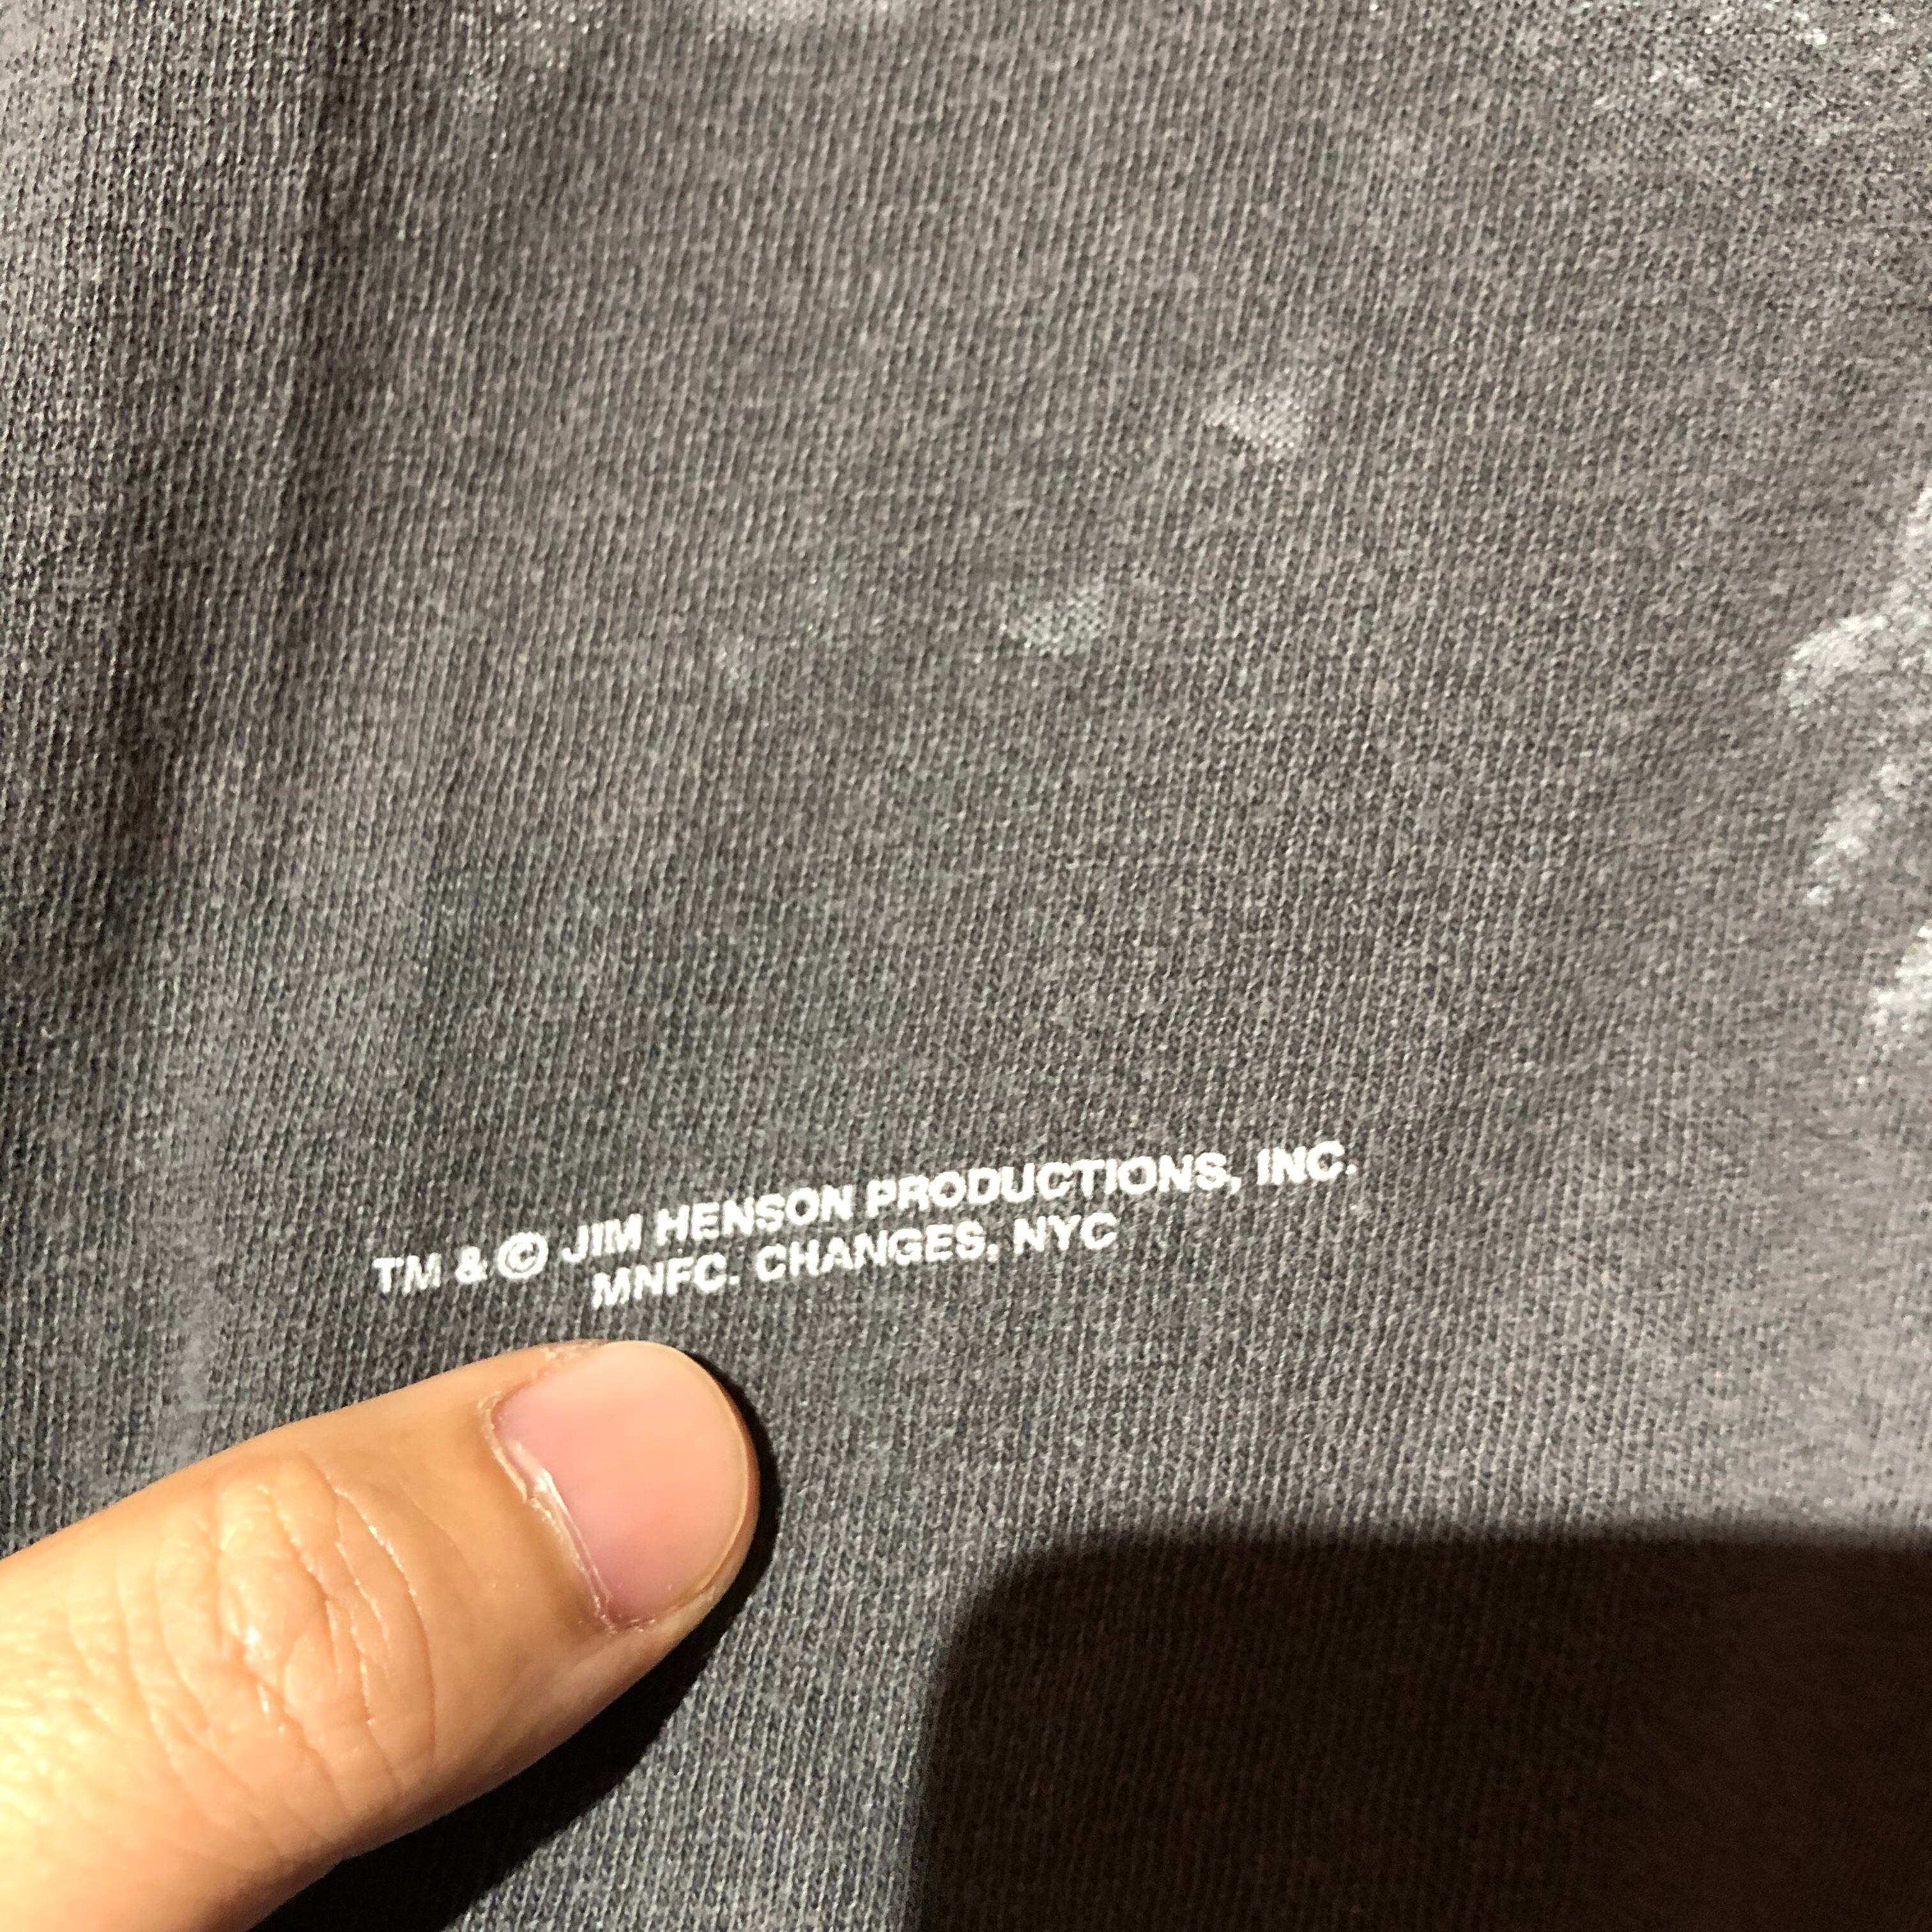 TM & © JIM HENSON PRODUCTIONS, INC.
MNFC. CHANGES, NYC